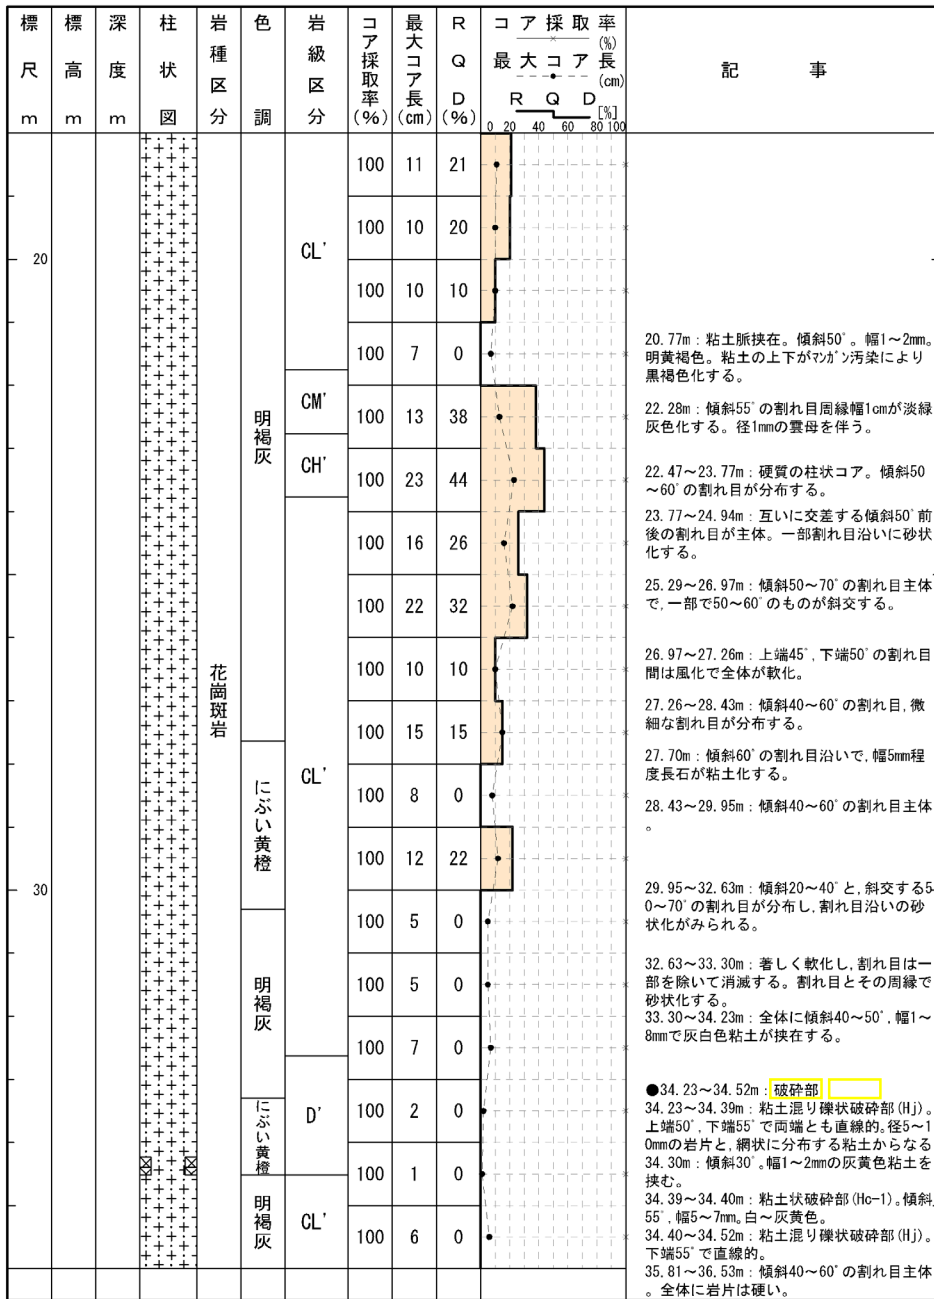 標尺m
標高m
深度m
柱状図
岩種区分
色調
岩級区分
コア採取率(%)
最大コア長(cm)
RQD(%)
コア採取率(%)
最大コア長(cm)
RQD[%]
0 20 40 60 80 100
記事
20
30
花崗斑岩
明褐灰
にぶい黄橙
明褐灰
にぶい黄橙
明褐灰
CL'
CM'
CH'
CL'
D'
CL'
100 11 21
100 10 20
100 10 10
100 7 0
100 13 38
100 23 44
100 16 26
100 22 32
100 10 10
100 15 15
100 8 0
100 12 22
100 5 0
100 5 0
100 7 0
100 2 0
100 1 0
100 6 0
20.77m:粘土脈挟在。傾斜50°。幅1～2mm。
明黄褐色。粘土の上下がﾏﾝｶﾞﾝ汚染により
黒褐色化する。
22.28m:傾斜55°の割れ目周縁幅1cmが淡緑
灰色化する。径1mmの雲母を伴う。
22.47～23.77m:硬質の柱状コア。傾斜50
～60°の割れ目が分布する。
23.77～24.94m:互いに交差する傾斜50°前
後の割れ目が主体。一部割れ目沿いに砂状
化する。
25.29～26.97m:傾斜50～70°の割れ目主体
で,一部で50～60°のものが斜交する。
26.97～27.26m:上端45°,下端50°の割れ目
間は風化で全体が軟化。
27.26～28.43m:傾斜40～60°の割れ目,微
細な割れ目が分布する。
27.70m:傾斜60°の割れ目沿いで,幅5mm程
度長石が粘土化する。
28.43～29.95m:傾斜40～60°の割れ目主体
。
29.95～32.63m:傾斜20～40°と,斜交する5
0～70°の割れ目が分布し,割れ目沿いの砂
状化がみられる。
32.63～33.30m:著しく軟化し,割れ目は一
部を除いて消滅する。割れ目とその周縁で
砂状化する。
33.30～34.23m:全体に傾斜40～50°,幅1～
8mmで灰白色粘土が挟在する。
●34.23～34.52m:破砕部
34.23～34.39m:粘土混り礫状破砕部(Hj)。
上端50°,下端55°で両端とも直線的。径5～1
0mmの岩片と,網状に分布する粘土からなる
34.30m:傾斜30°。幅1～2mmの灰黄色粘土を
挟む。
34.39～34.40m:粘土状破砕部(Hc-1)。傾斜
55°,幅5～7mm。白～灰黄色。
34.40～34.52m:粘土混り礫状破砕部(Hj)。
下端55°で直線的。
35.81～36.53m:傾斜40～60°の割れ目主体
。全体に岩片は硬い。